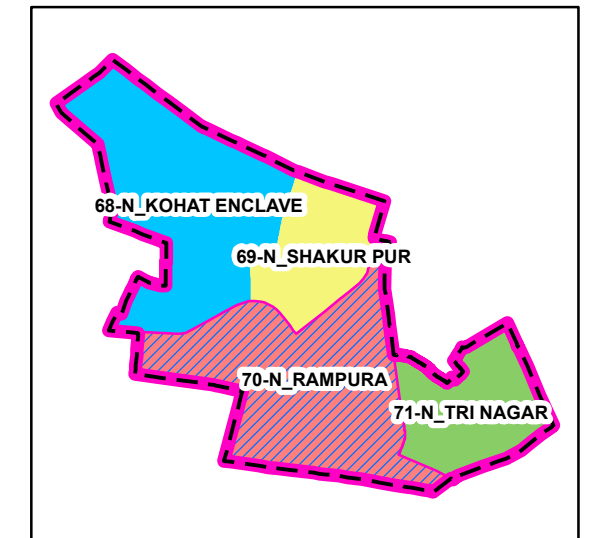 68-N_KOHAT ENCLAVE
69-N_SHAKUR PUR
70-N_RAMPURA
71-N_TRI NAGAR